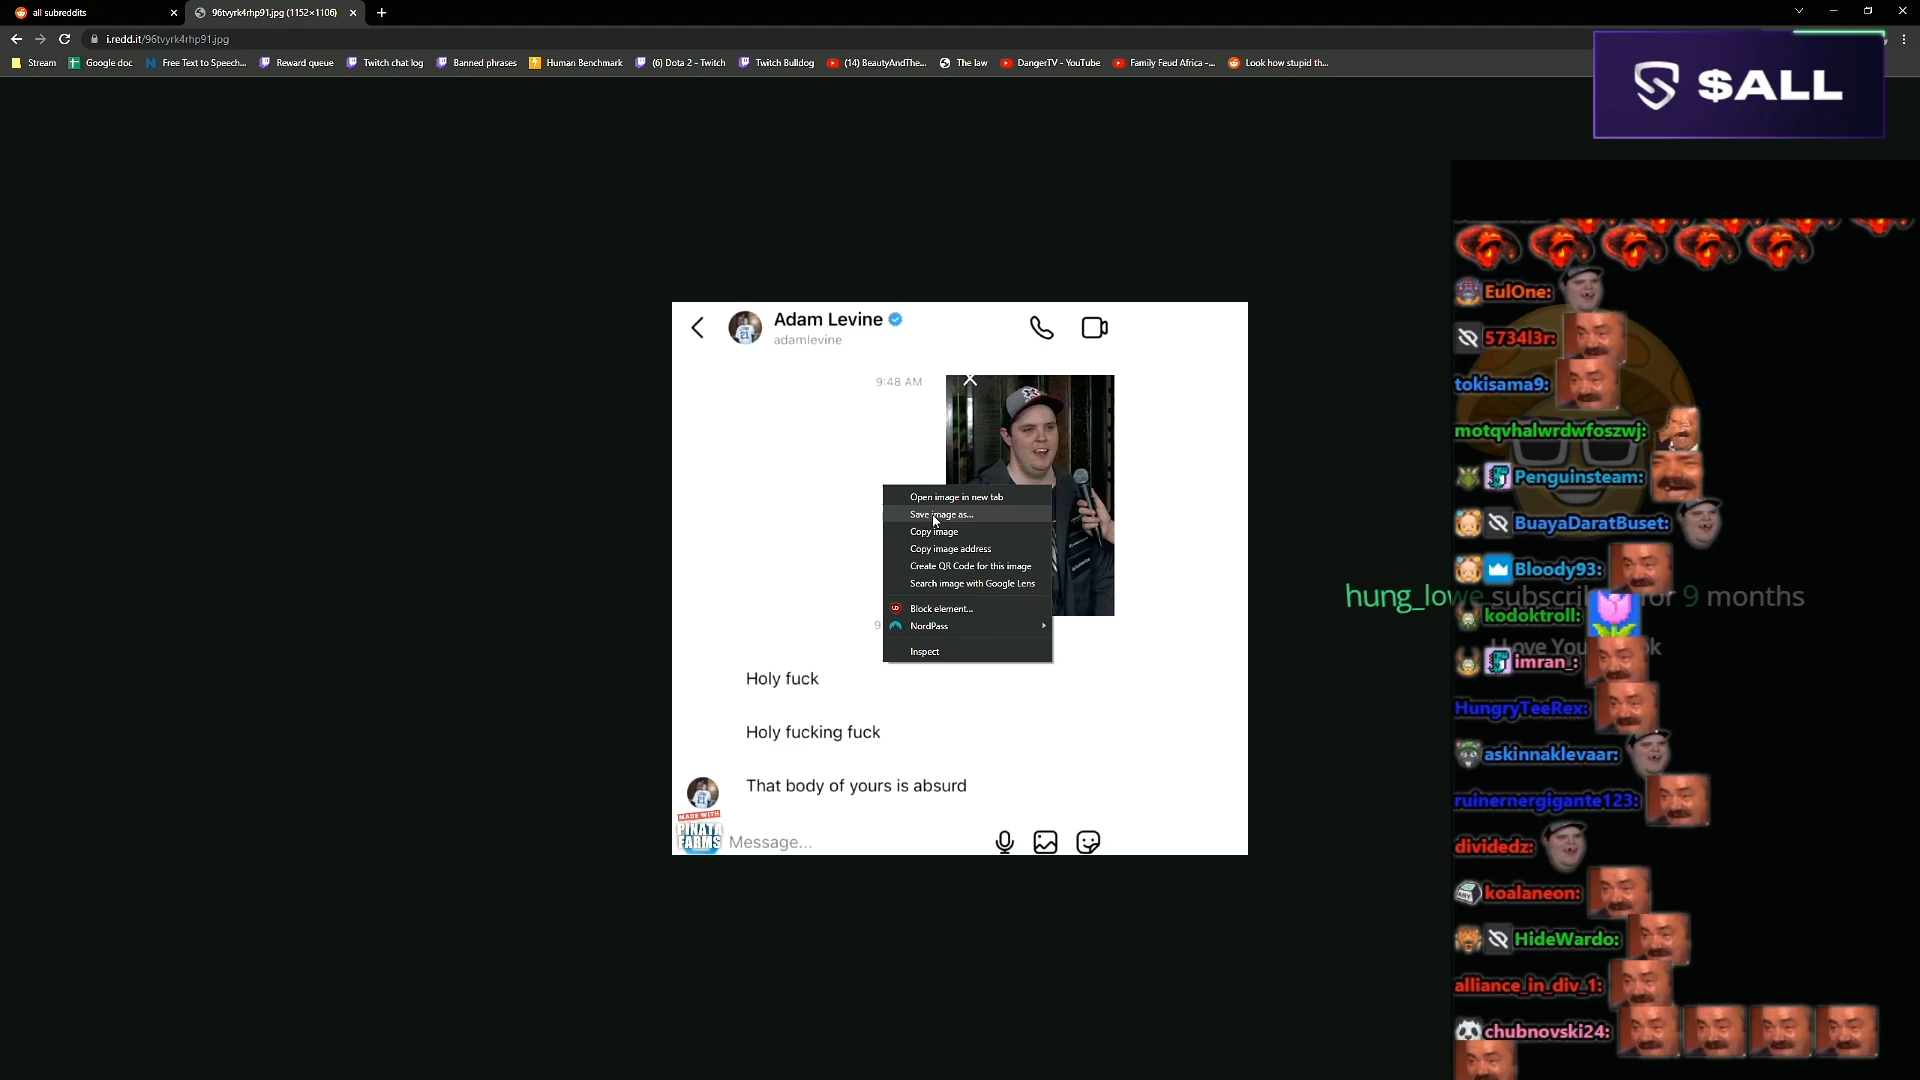 all subreddits
96tvyrk4rhp91.jpg (1152×1106)
i.redd.it/96tvyrk4rhp91.jpg
Stream
Google doc
Free Text to Speech...
Reward queue
Twitch chat log
Banned phrases
Human Benchmark
(6) Dota 2 - Twitch
Twitch Bulldog
(14) BeautyAndThe...
The law
DangerTV - YouTube
Family Feud Africa -...
Look how stupid th...
$ALL
Adam Levine
adamlevine
9:48 AM
Open image in new tab
Save image as...
Copy image
Copy image address
Create QR Code for this image
Search image with Google Lens
Block element...
NordPass
Inspect
9
Holy fuck
Holy fucking fuck
That body of yours is absurd
MADE WITH
PINATA
FARMS
Message...
EulOne:
5734l3r:
tokisama9:
motqvhalwrdwfoszwj:
Penguinsteam:
BuayaDaratBuset:
Bloody93:
hung_lowe 9 months
kodoktroll:
imran_:
HungryTeeRex:
askinnaklevaar:
ruinernergigante123:
dividedz:
koalaneon:
HideWardo:
alliance_in_div_1:
chubnovski24: